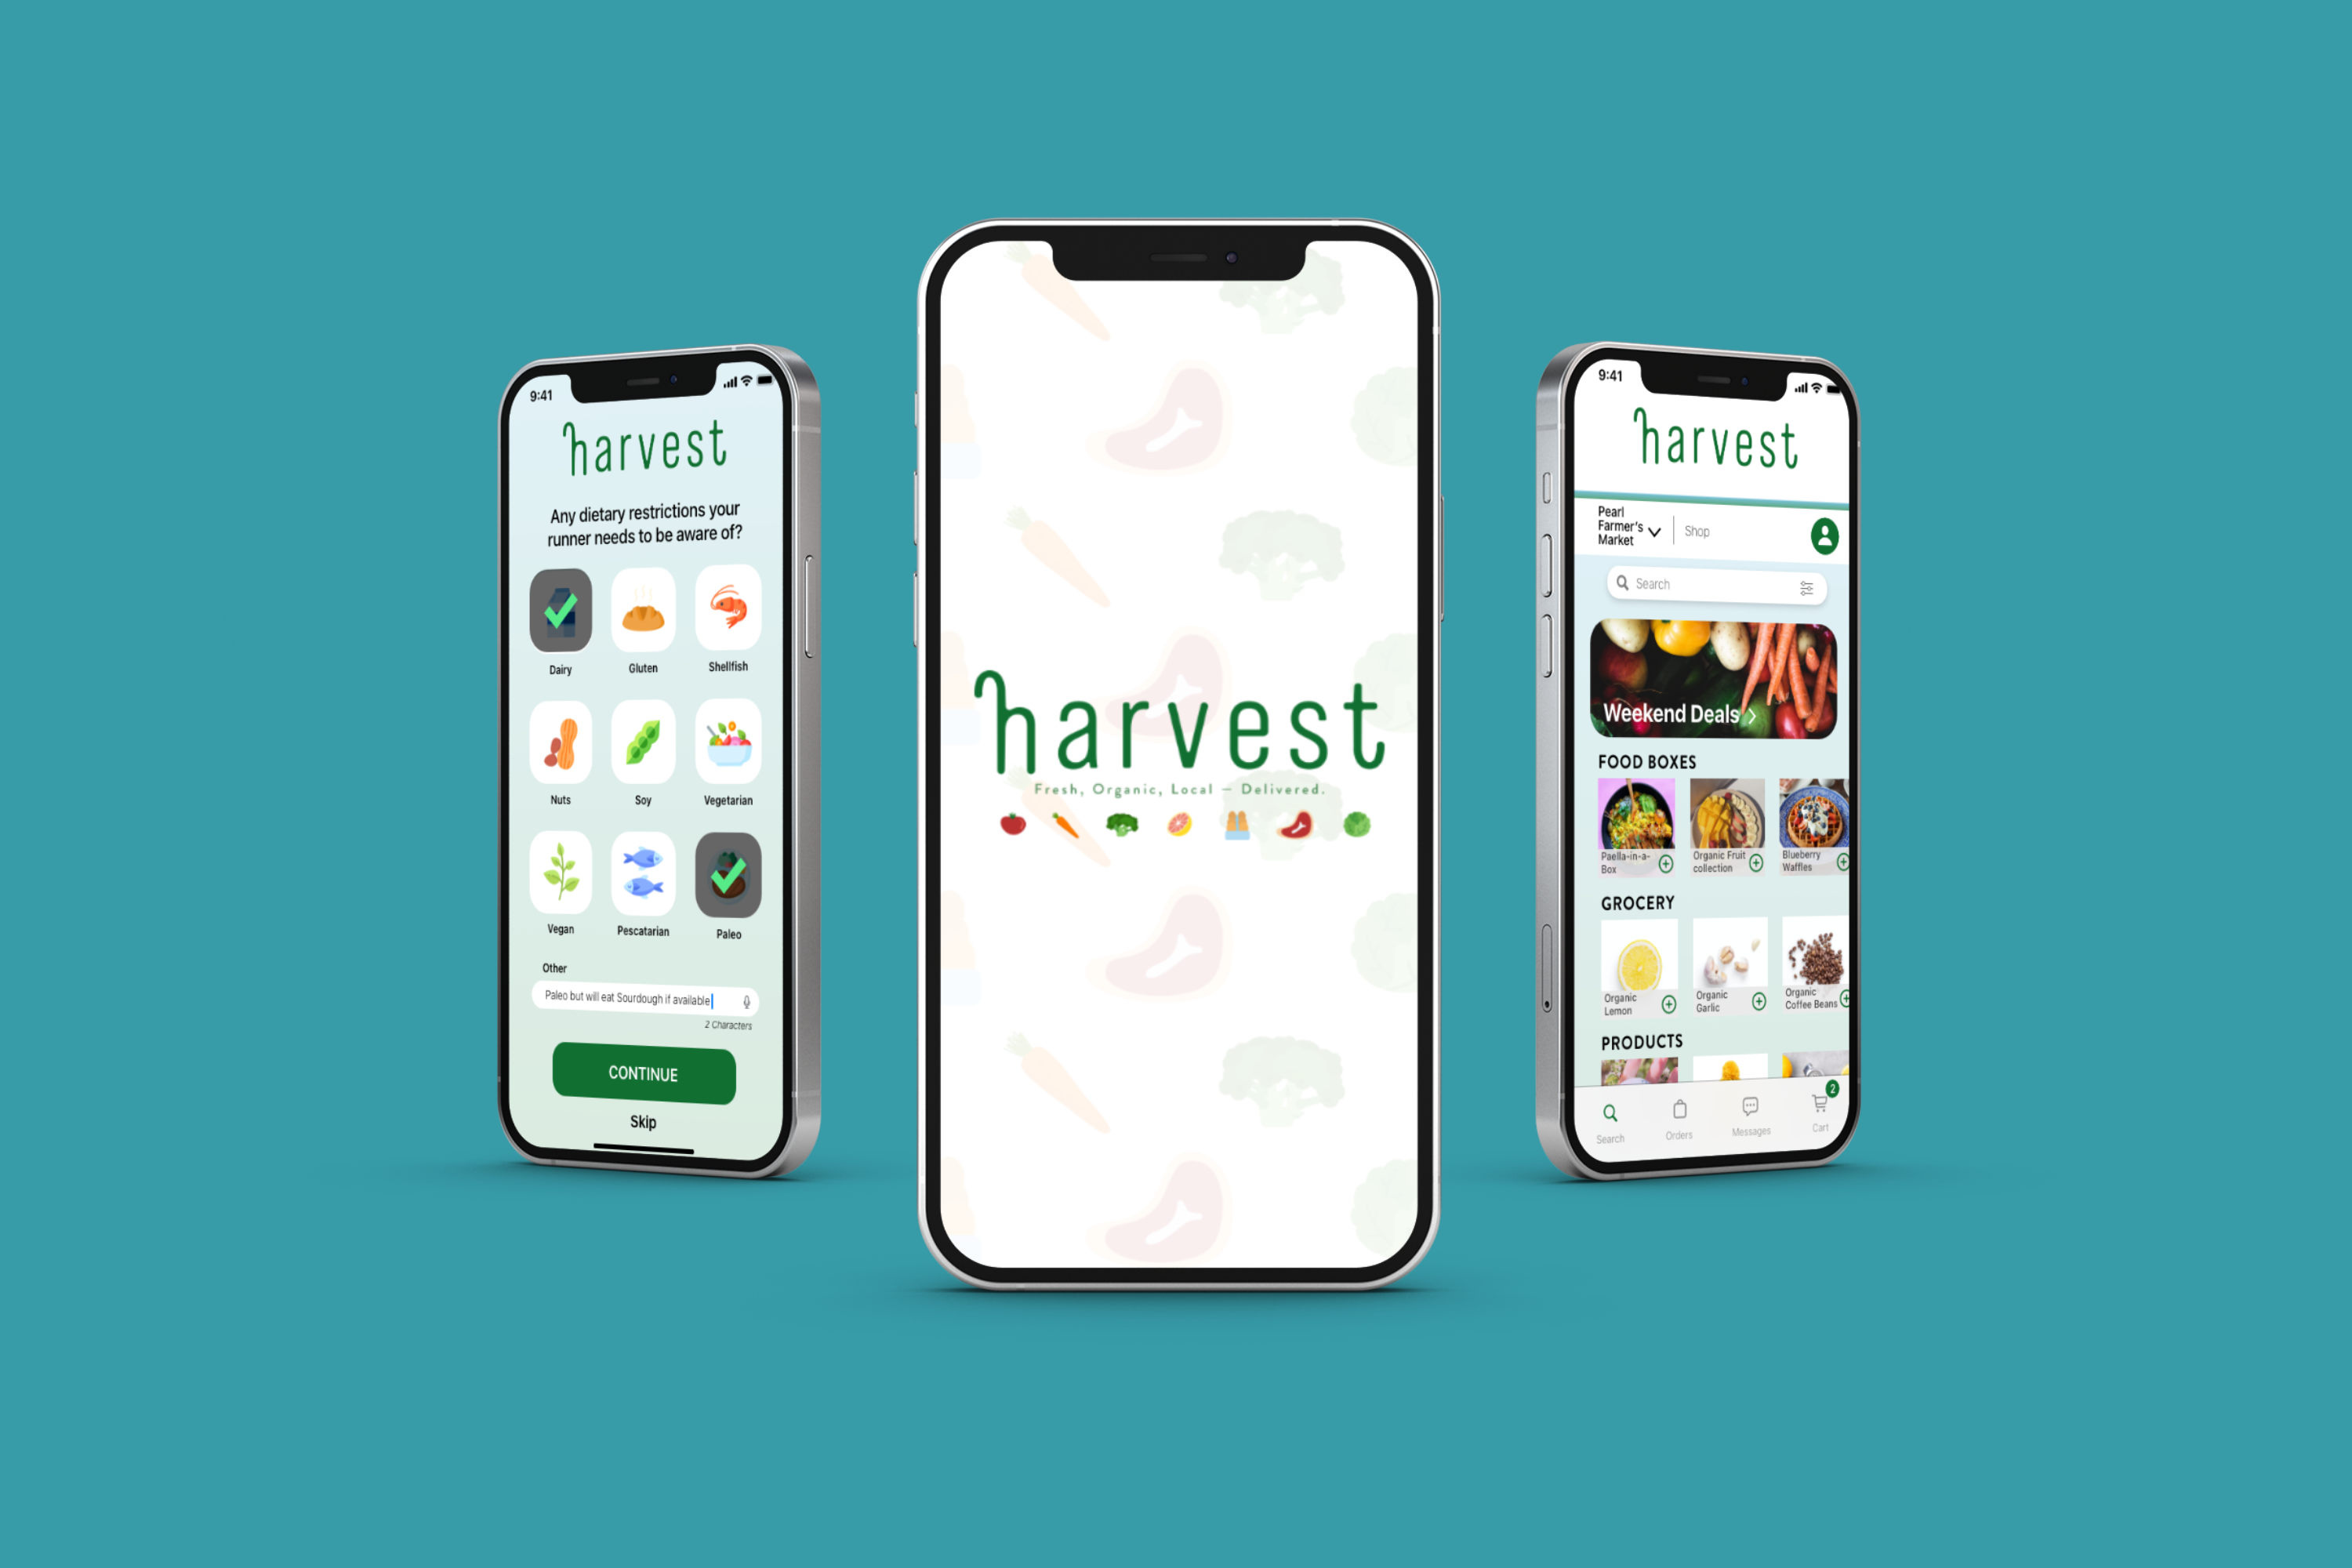 9:41
harvest
Any dietary restrictions your
runner needs to be aware of?
Dairy
Gluten
Shellfish
Nuts
Soy
Vegetarian
Vegan
Pescatarian
Paleo
Other
Paleo but will eat Sourdough if available
2 Characters
CONTINUE
Skip
harvest
Fresh, Organic, Local — Delivered.
9:41
harvest
Pearl
Farmer's
Market
Shop
Search
Weekend Deals
FOOD BOXES
Paella-in-a-
Box
Organic Fruit
collection
Blueberry
Waffles
GROCERY
Organic
Lemon
Organic
Garlic
Organic
Coffee Beans
PRODUCTS
2
Search
Orders
Messages
Cart